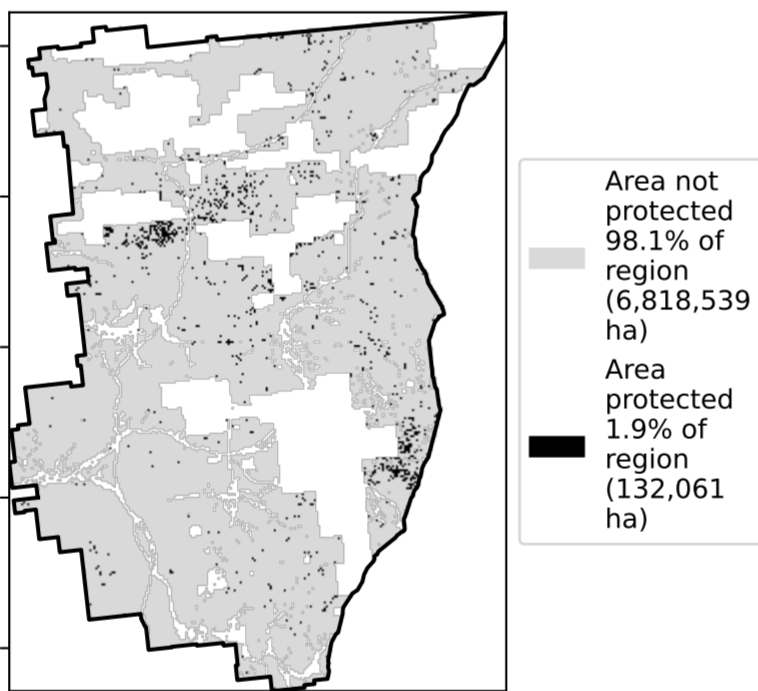 Area not
protected
98.1% of
region
(6,818,539
ha)
Area
protected
1.9% of
region
(132,061
ha)